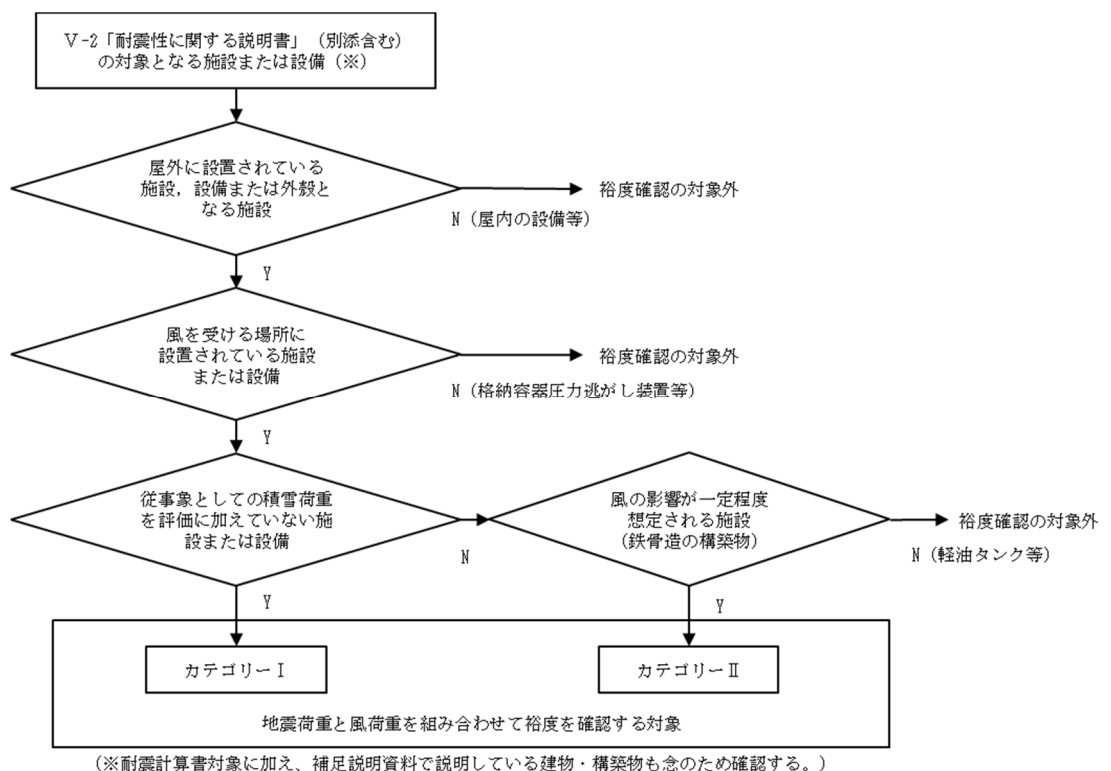 Ⅴ-2「耐震性に関する説明書」(別添含む)
の対象となる施設または設備(※)
屋外に設置されている
施設，設備または外殻と
なる施設
裕度確認の対象外
N(屋内の設備等)
Y
風を受ける場所に
設置されている施設
または設備
裕度確認の対象外
N(格納容器圧力逃がし装置等)
Y
従事象としての積雪荷重
を評価に加えていない施
設または設備
N
風の影響が一定程度
想定される施設
(鉄骨造の構築物)
裕度確認の対象外
N(軽油タンク等)
Y
Y
カテゴリーⅠ
カテゴリーⅡ
地震荷重と風荷重を組み合わせて裕度を確認する対象
(※耐震計算書対象に加え、補足説明資料で説明している建物・構築物も念のため確認する。)